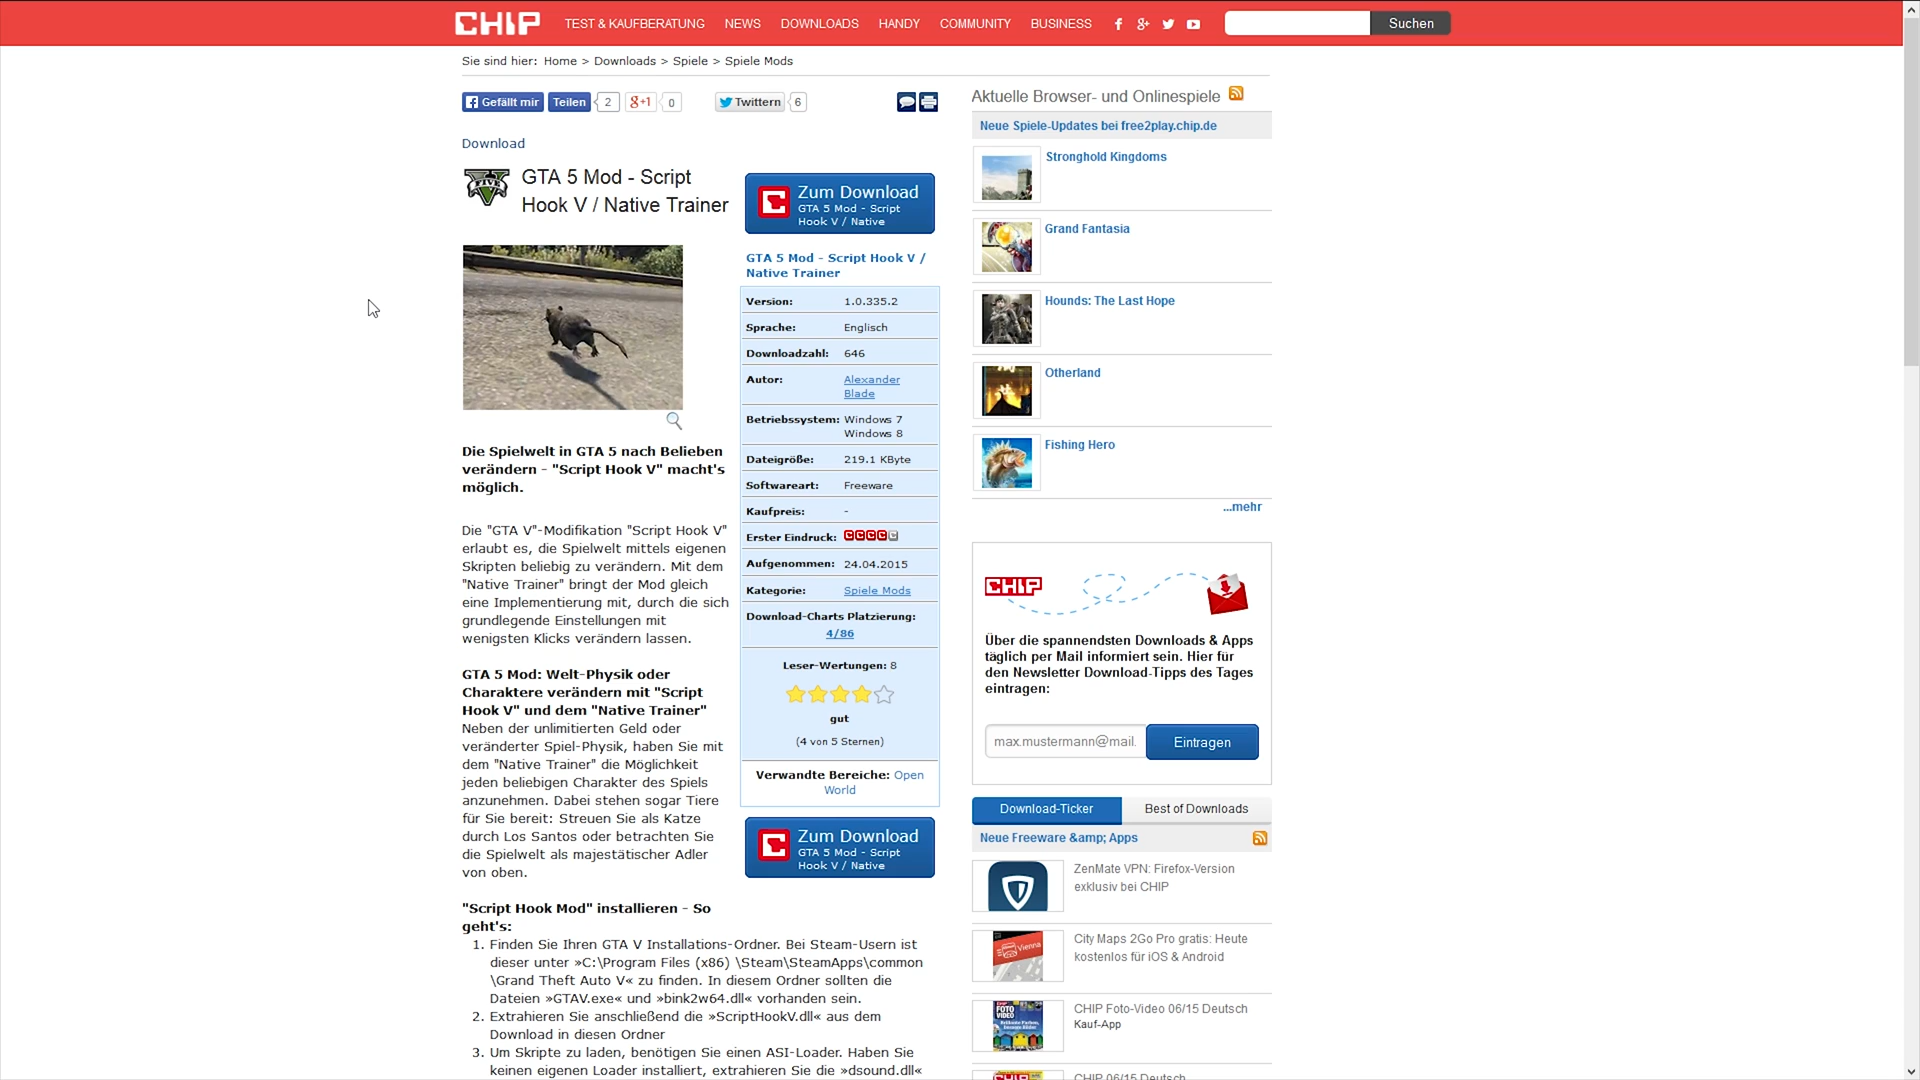 CHIP
TEST & KAUFBERATUNG
NEWS
DOWNLOADS
HANDY
COMMUNITY
BUSINESS
Suchen
Sie sind hier: Home > Downloads > Spiele > Spiele Mods
Gefällt mir
Teilen
2
g+1
0
Twittern
6
Download
FIVE
GTA 5 Mod - Script
Hook V / Native Trainer
Die Spielwelt in GTA 5 nach Belieben
verändern - "Script Hook V" macht's
möglich.
Die "GTA V"-Modifikation "Script Hook V"
erlaubt es, die Spielwelt mittels eigenen
Skripten beliebig zu verändern. Mit dem
"Native Trainer" bringt der Mod gleich
eine Implementierung mit, durch die sich
grundlegende Einstellungen mit
wenigsten Klicks verändern lassen.
GTA 5 Mod: Welt-Physik oder
Charaktere verändern mit "Script
Hook V" und dem "Native Trainer"
Neben der unlimitierten Geld oder
veränderter Spiel-Physik, haben Sie mit
dem "Native Trainer" die Möglichkeit
jeden beliebigen Charakter des Spiels
anzunehmen. Dabei stehen sogar Tiere
für Sie bereit: Streuen Sie als Katze
durch Los Santos oder betrachten Sie
die Spielwelt als majestätischer Adler
von oben.
"Script Hook Mod" installieren - So
geht's:
1. Finden Sie Ihren GTA V Installations-Ordner. Bei Steam-Usern ist
dieser unter »C:\Program Files (x86) \Steam\SteamApps\common
\Grand Theft Auto V« zu finden. In diesem Ordner sollten die
Dateien »GTAV.exe« und »bink2w64.dll« vorhanden sein.
2. Extrahieren Sie anschließend die »ScriptHookV.dll« aus dem
Download in diesen Ordner
3. Um Skripte zu laden, benötigen Sie einen ASI-Loader. Haben Sie
keinen eigenen Loader installiert, extrahieren Sie die »dsound.dll«
Zum Download
GTA 5 Mod - Script
Hook V / Native
GTA 5 Mod - Script Hook V /
Native Trainer
Version: 1.0.335.2
Sprache: Englisch
Downloadzahl: 646
Autor: Alexander
Blade
Betriebssystem: Windows 7
Windows 8
Dateigröße: 219.1 KByte
Softwareart: Freeware
Kaufpreis: -
Erster Eindruck:
Aufgenommen: 24.04.2015
Kategorie: Spiele Mods
Download-Charts Platzierung:
4/86
Leser-Wertungen: 8
gut
(4 von 5 Sternen)
Verwandte Bereiche: Open
World
Zum Download
GTA 5 Mod - Script
Hook V / Native
Aktuelle Browser- und Onlinespiele
Neue Spiele-Updates bei free2play.chip.de
Stronghold Kingdoms
Grand Fantasia
Hounds: The Last Hope
Otherland
Fishing Hero
...mehr
CHIP
Über die spannendsten Downloads & Apps
täglich per Mail informiert sein. Hier für
den Newsletter Download-Tipps des Tages
eintragen:
max.mustermann@mail.
Eintragen
Download-Ticker
Best of Downloads
Neue Freeware &amp; Apps
ZenMate VPN: Firefox-Version
exklusiv bei CHIP
Vienna
City Maps 2Go Pro gratis: Heute
kostenlos für iOS & Android
FOTO
VIDEO
CHIP Foto-Video 06/15 Deutsch
Kauf-App
CHIP
CHIP 06/15 Deutsch